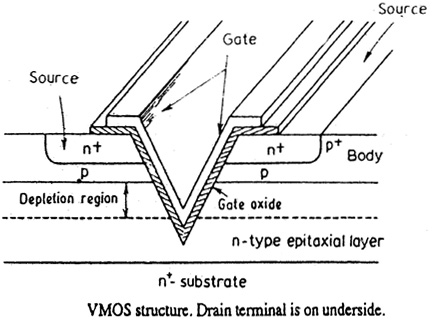 Source
Gate
Source
n+
n+
p+
Body
p
p
Depletion region
Gate oxide
n-type epitaxial layer
n+- substrate
VMOS structure. Drain terminal is on underside.